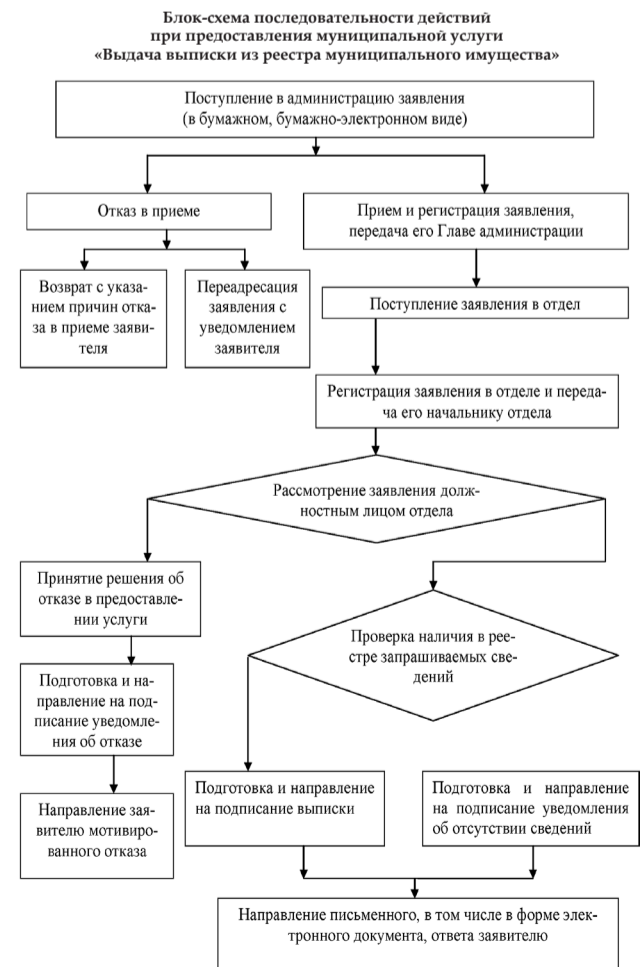 Блок-схема последовательности действий
при предоставления муниципальной услуги
«Выдача выписки из реестра муниципального имущества»
Поступление в администрацию заявления
(в бумажном, бумажно-электронном виде)
Отказ в приеме
Прием и регистрация заявления,
передача его Главе администрации
Возврат с указа-
нием причин отка-
за в приеме заяви-
теля
Переадресация
заявления с
уведомлением
заявителя
Поступление заявления в отдел
Регистрация заявления в отделе и переда-
ча его начальнику отдела
Рассмотрение заявления долж-
ностным лицом отдела
Принятие решения об
отказе в предоставле-
нии услуги
Проверка наличия в рее-
стре запрашиваемых све-
дений
Подготовка и на-
правление на под-
писание уведомле-
ния об отказе
Подготовка и направление
на подписание выписки
Подготовка и направление
на подписание уведомления
об отсутствии сведений
Направление зая-
вителю мотивиро-
ванного отказа
Направление письменного, в том числе в форме элек-
тронного документа, ответа заявителю